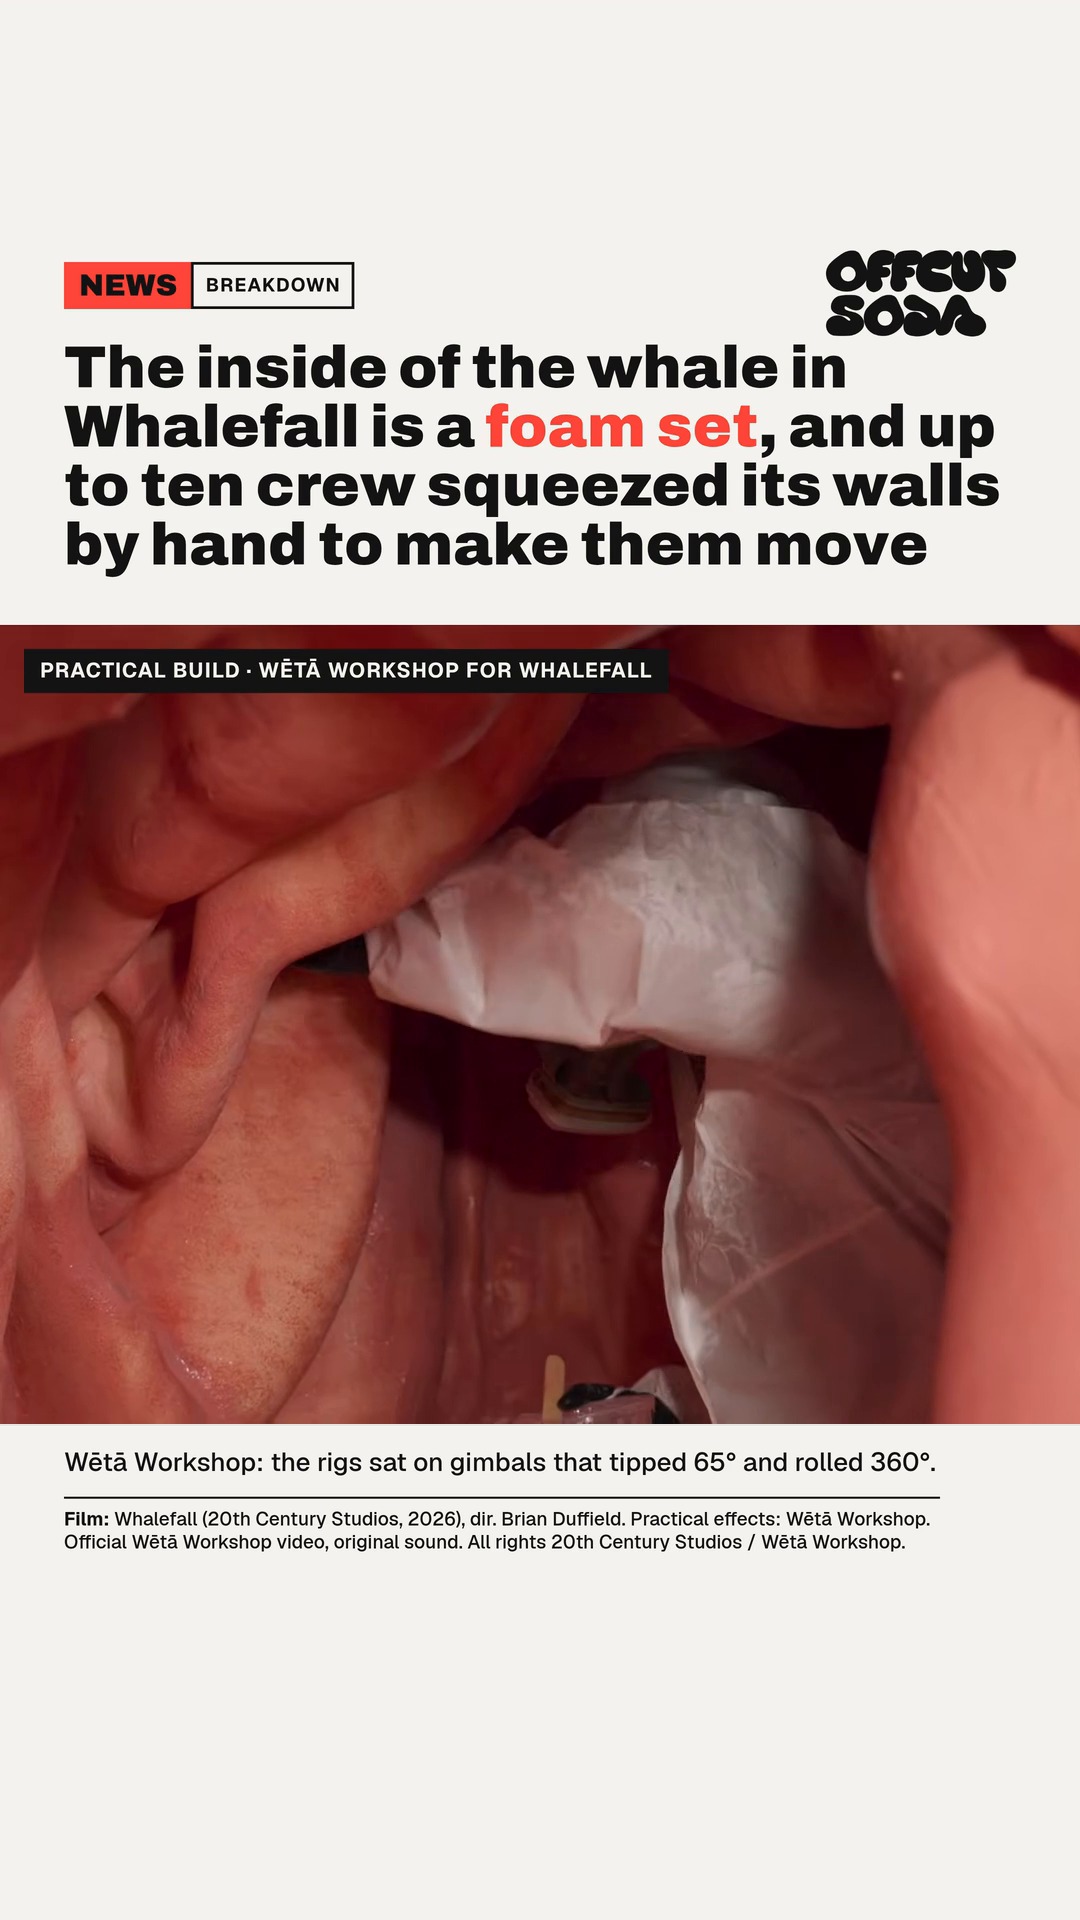 NEWS BREAKDOWN
OFFCUT
SODA
The inside of the whale in
Whalefall is a foam set, and up
to ten crew squeezed its walls
by hand to make them move
PRACTICAL BUILD · WĒTĀ WORKSHOP FOR WHALEFALL
Wētā Workshop: the rigs sat on gimbals that tipped 65° and rolled 360°.
Film: Whalefall (20th Century Studios, 2026), dir. Brian Duffield. Practical effects: Wētā Workshop.
Official Wētā Workshop video, original sound. All rights 20th Century Studios / Wētā Workshop.